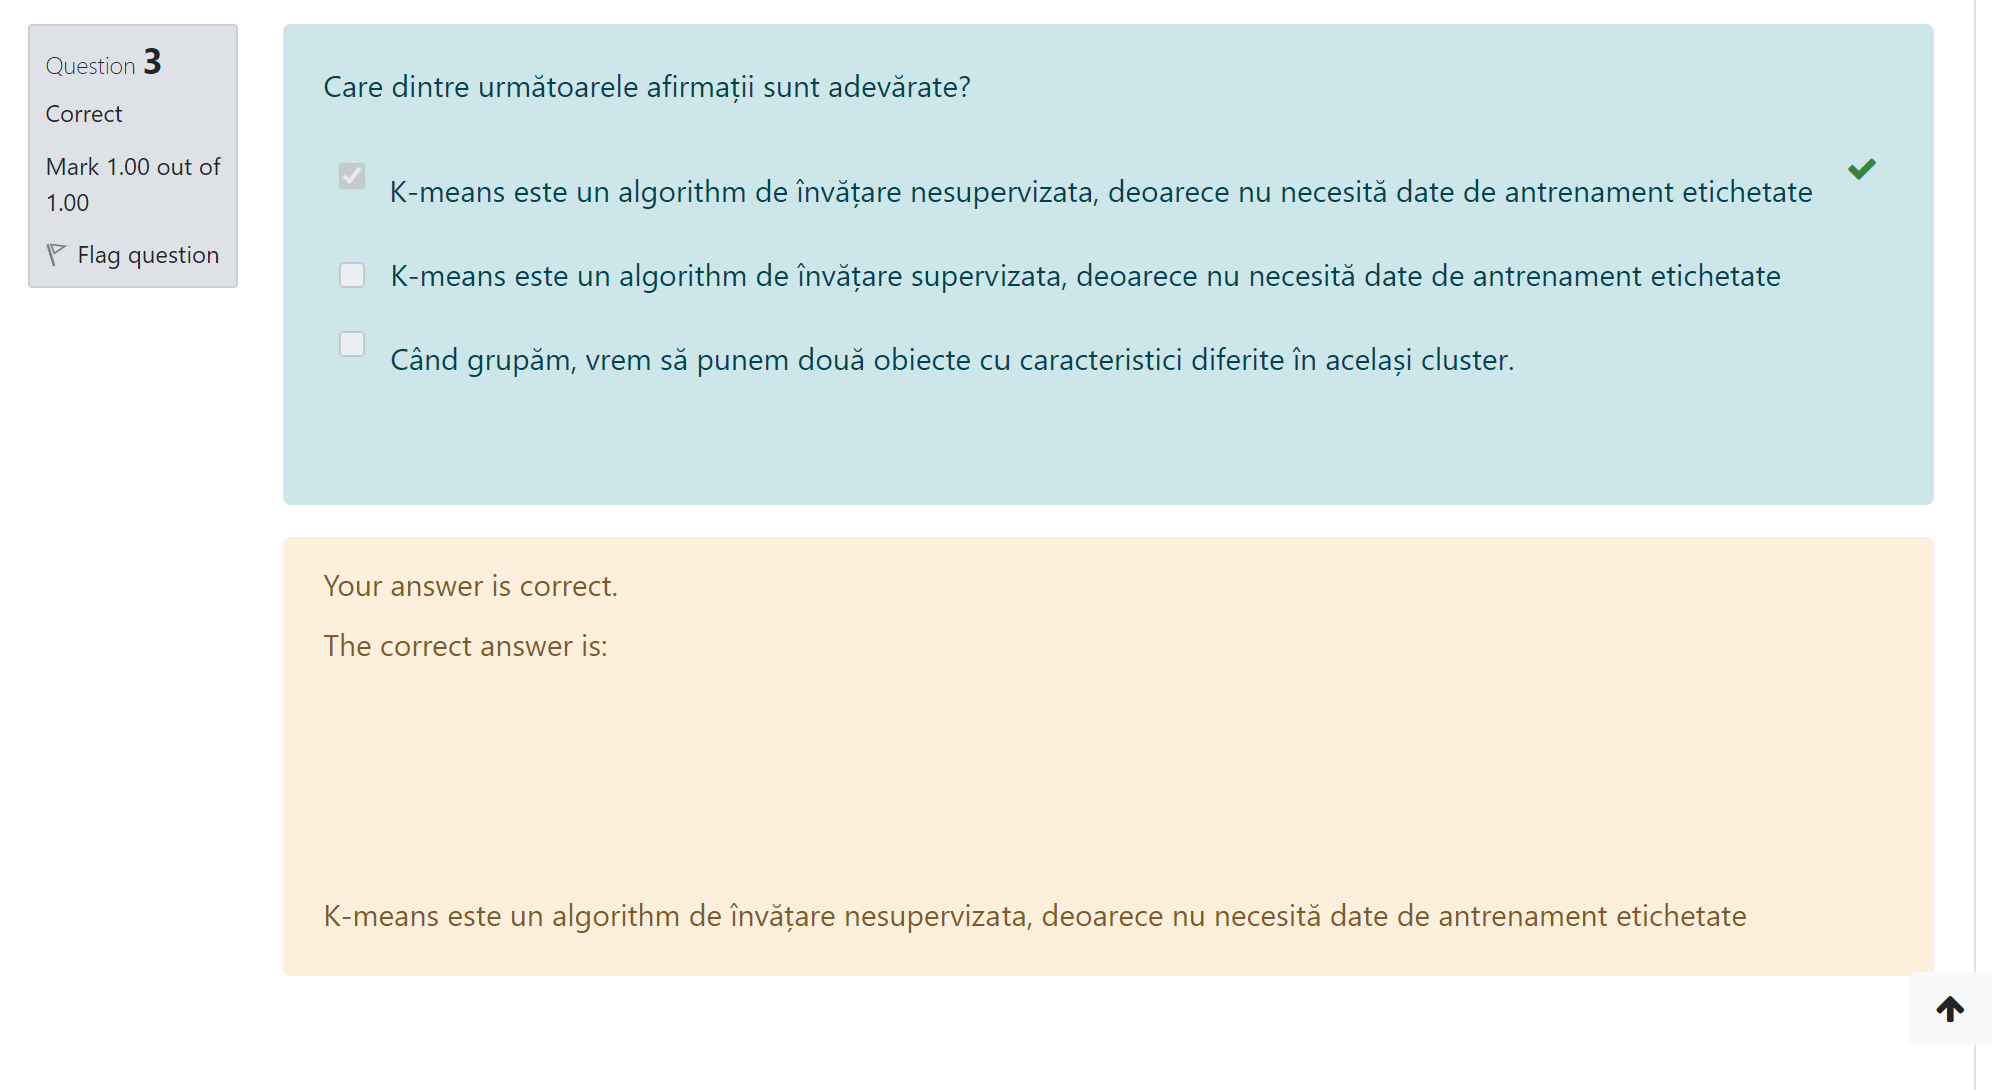 Question 3
Correct
Mark 1.00 out of
1.00
Flag question
Care dintre următoarele afirmații sunt adevărate?
K-means este un algorithm de învățare nesupervizata, deoarece nu necesită date de antrenament etichetate
K-means este un algorithm de învățare supervizata, deoarece nu necesită date de antrenament etichetate
Când grupăm, vrem să punem două obiecte cu caracteristici diferite în același cluster.
Your answer is correct.
The correct answer is:
K-means este un algorithm de învățare nesupervizata, deoarece nu necesită date de antrenament etichetate